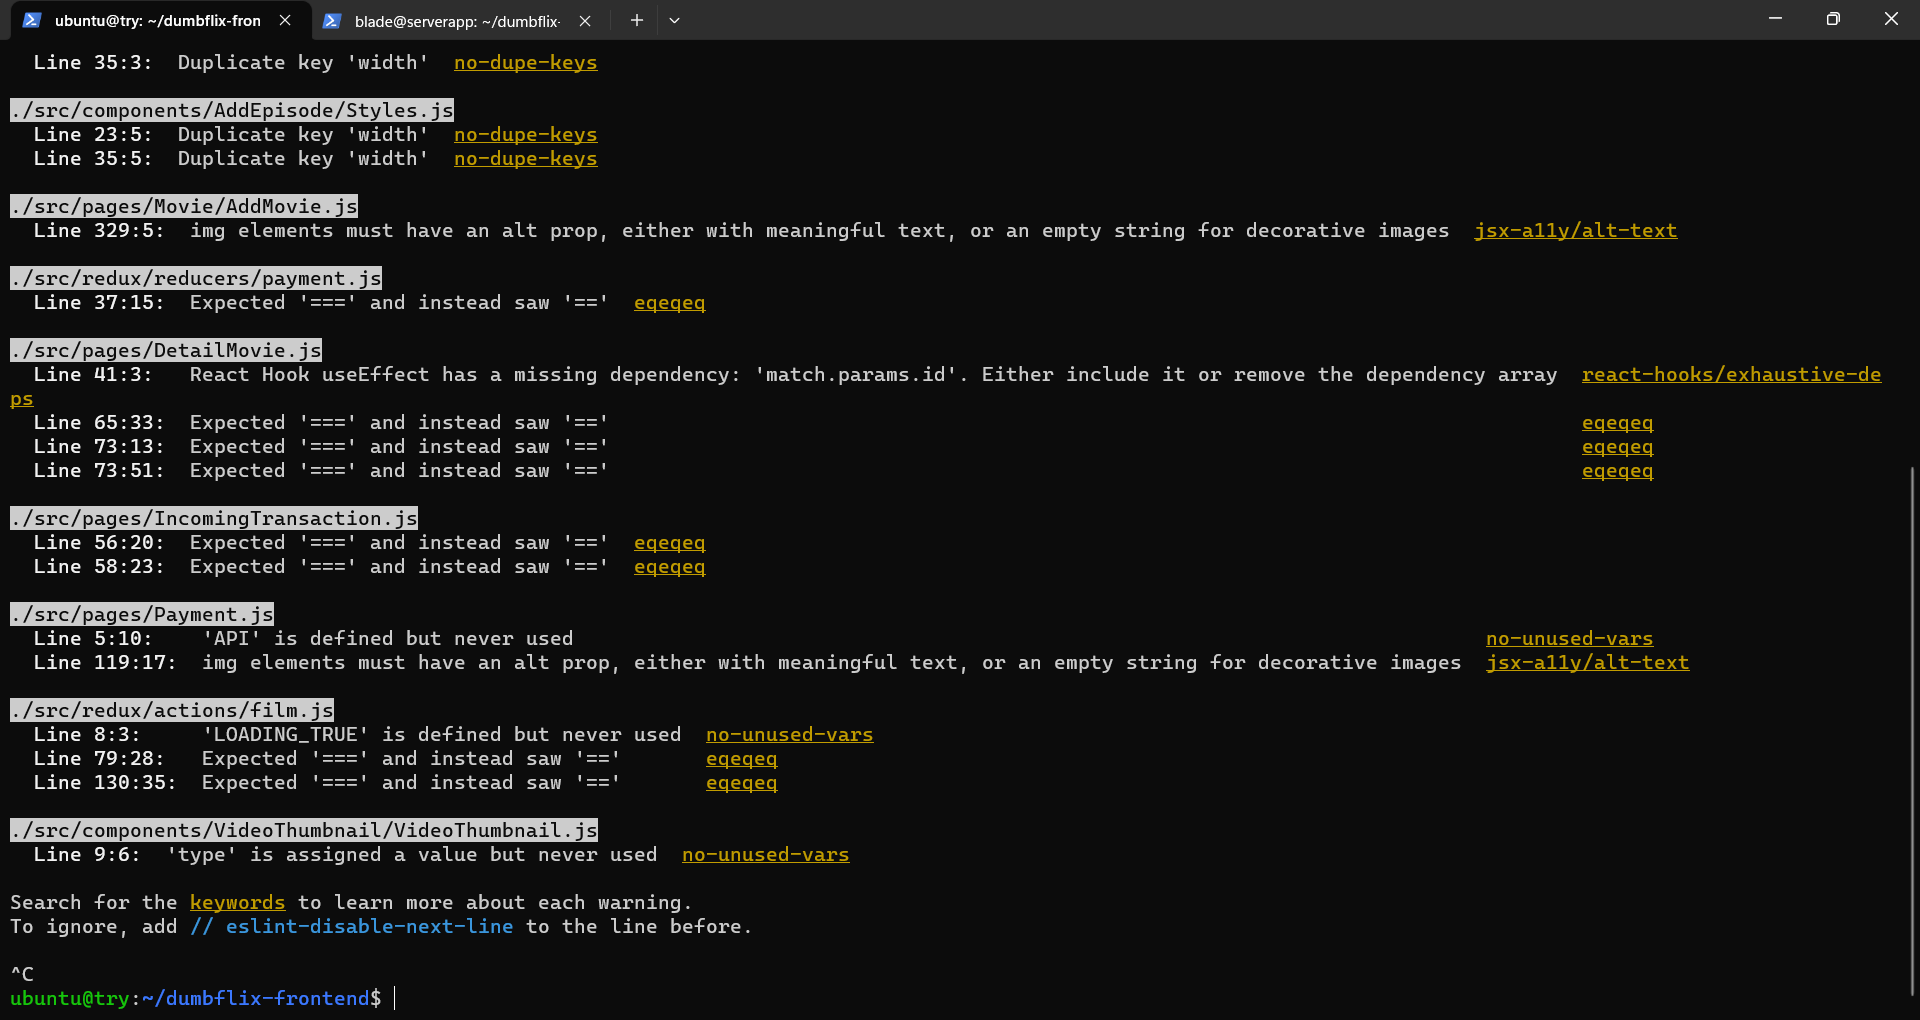 ubuntu@try: ~/dumbflix-fron
blade@serverapp: ~/dumbflix-
Line 35:3:  Duplicate key 'width'  no-dupe-keys
./src/components/AddEpisode/Styles.js
Line 23:5:  Duplicate key 'width'  no-dupe-keys
Line 35:5:  Duplicate key 'width'  no-dupe-keys
./src/pages/Movie/AddMovie.js
Line 329:5:  img elements must have an alt prop, either with meaningful text, or an empty string for decorative images  jsx-a11y/alt-text
./src/redux/reducers/payment.js
Line 37:15:  Expected '===' and instead saw '=='  eqeqeq
./src/pages/DetailMovie.js
Line 41:3:   React Hook useEffect has a missing dependency: 'match.params.id'. Either include it or remove the dependency array  react-hooks/exhaustive-de
ps
Line 65:33:  Expected '===' and instead saw '=='  eqeqeq
Line 73:13:  Expected '===' and instead saw '=='  eqeqeq
Line 73:51:  Expected '===' and instead saw '=='  eqeqeq
./src/pages/IncomingTransaction.js
Line 56:20:  Expected '===' and instead saw '=='  eqeqeq
Line 58:23:  Expected '===' and instead saw '=='  eqeqeq
./src/pages/Payment.js
Line 5:10:    'API' is defined but never used  no-unused-vars
Line 119:17:  img elements must have an alt prop, either with meaningful text, or an empty string for decorative images  jsx-a11y/alt-text
./src/redux/actions/film.js
Line 8:3:     'LOADING_TRUE' is defined but never used  no-unused-vars
Line 79:28:   Expected '===' and instead saw '=='  eqeqeq
Line 130:35:  Expected '===' and instead saw '=='  eqeqeq
./src/components/VideoThumbnail/VideoThumbnail.js
Line 9:6:  'type' is assigned a value but never used  no-unused-vars
Search for the keywords to learn more about each warning.
To ignore, add // eslint-disable-next-line to the line before.
^C
ubuntu@try:~/dumbflix-frontend$